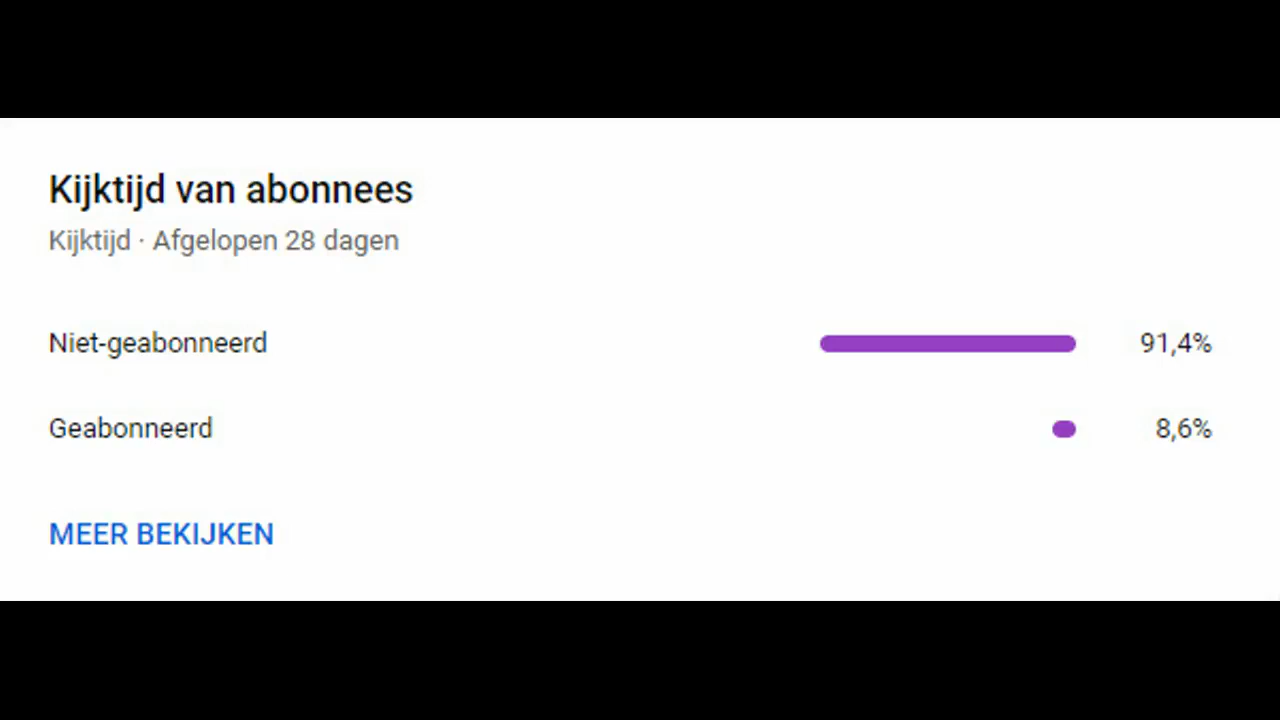 Kijktijd van abonnees
Kijktijd · Afgelopen 28 dagen
Niet-geabonneerd 91,4%
Geabonneerd 8,6%
MEER BEKIJKEN